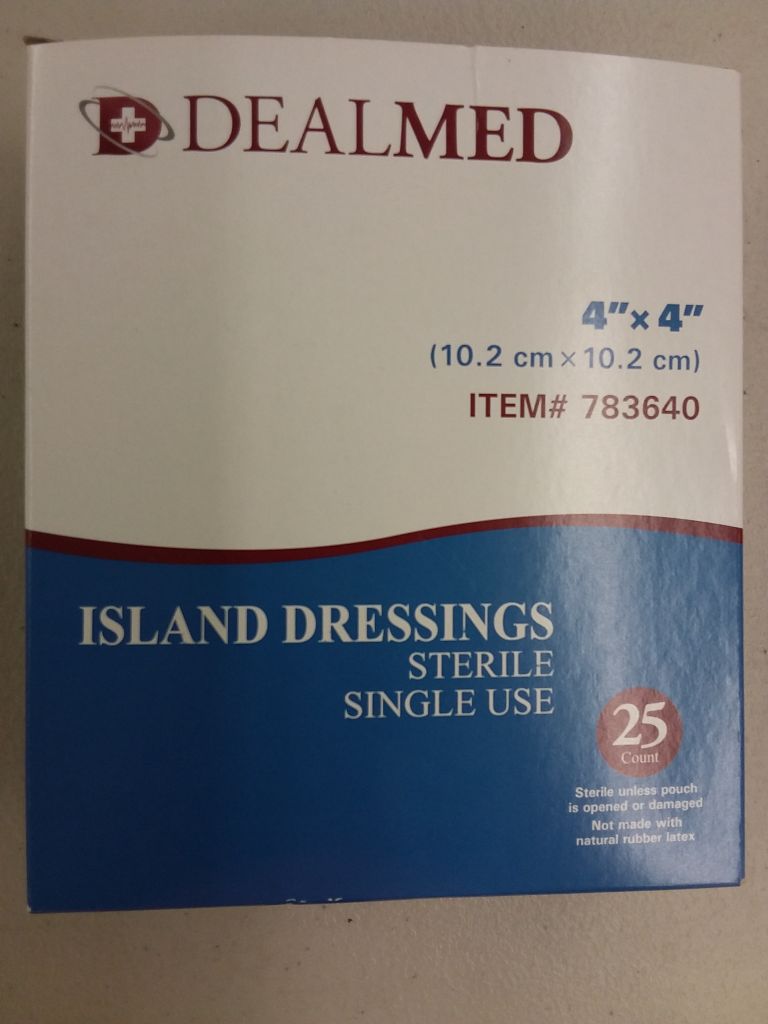 DEALMED
4" x 4"
(10.2 cm x 10.2 cm)
ITEM# 783640
ISLAND DRESSINGS
STERILE
SINGLE USE
25
Count
Sterile unless pouch
is opened or damaged
Not made with
natural rubber latex